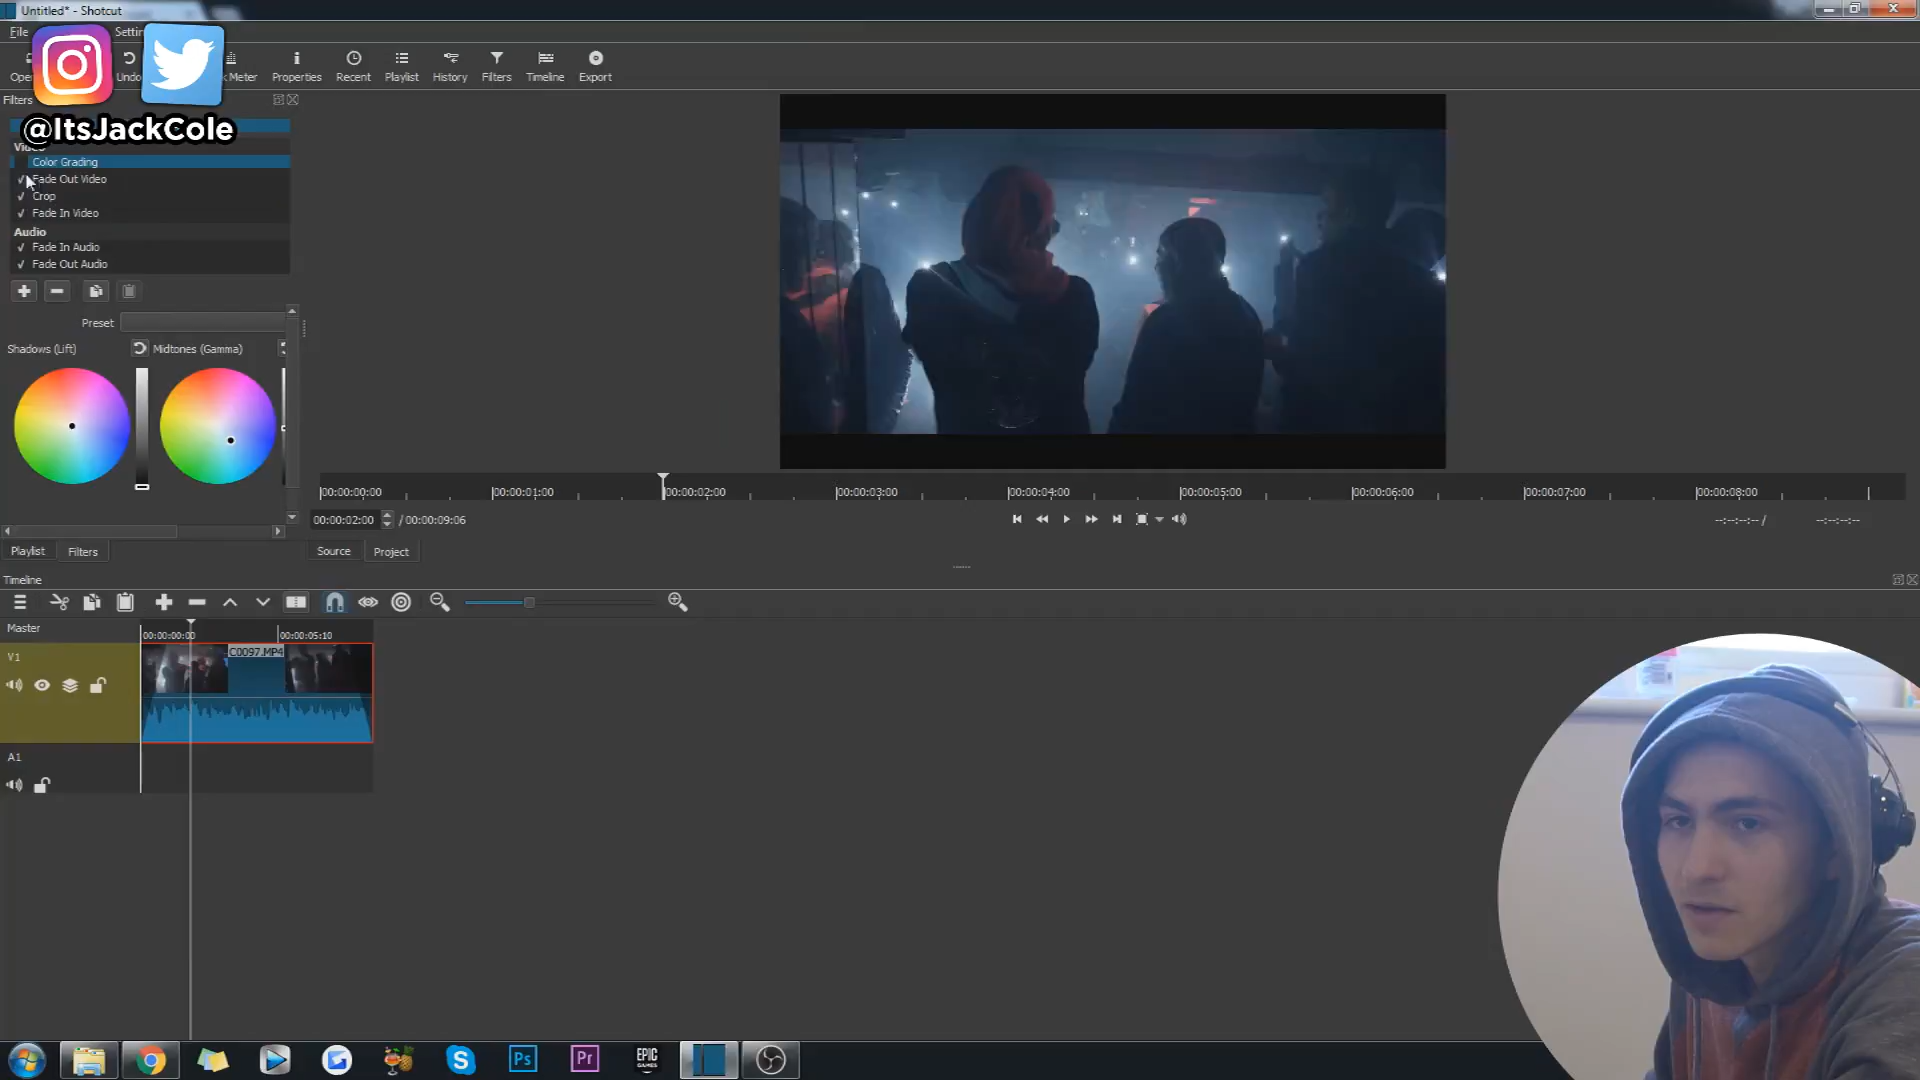 Untitled* - Shotcut
File
Undo
Properties
Recent
Playlist
History
Filters
Timeline
Export
Filters
@ItsJackCole
Color Grading
✓ Fade Out Video
✓ Crop
✓ Fade In Video
Audio
✓ Fade In Audio
✓ Fade Out Audio
Preset
Shadows (Lift)
Midtones (Gamma)
00:00:00:00
00:00:01:00
00:00:02:00
00:00:03:00
00:00:04:00
00:00:05:00
00:00:06:00
00:00:07:00
00:00:08:00
00:00:02:00
/ 00:00:09:06
--:--:--:-- /
--:--:--:--
Playlist
Filters
Source
Project
Timeline
Master
00:00:00:00
00:00:05:10
V1
C0097.MP4
A1
Ps
Pr
EPIC
GAMES